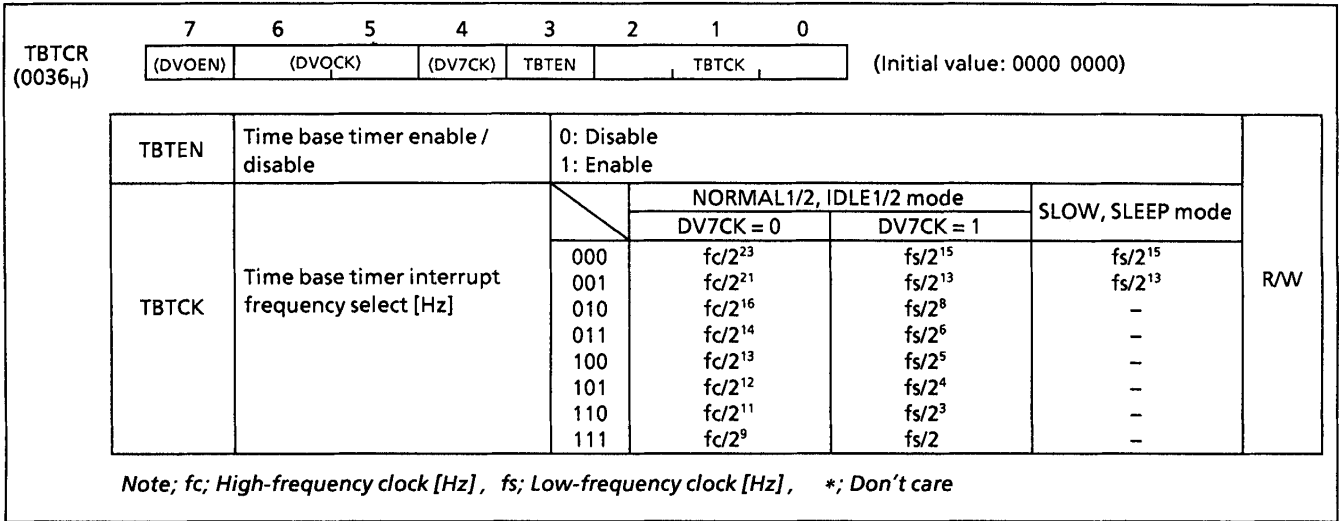 7 6 5 4 3 2 1 0
TBTCR
(0036H)
(DVOEN) (DVOCK) (DV7CK) TBTEN TBTCK (Initial value: 0000 0000)
TBTEN
Time base timer enable /
disable
0: Disable
1: Enable
R/W
TBTCK
Time base timer interrupt
frequency select [Hz]
NORMAL1/2, IDLE1/2 mode
SLOW, SLEEP mode
DV7CK = 0 DV7CK = 1
000 fc/2²³ fs/2¹⁵ fs/2¹⁵
001 fc/2²¹ fs/2¹³ fs/2¹³
010 fc/2¹⁶ fs/2⁸ –
011 fc/2¹⁴ fs/2⁶ –
100 fc/2¹³ fs/2⁵ –
101 fc/2¹² fs/2⁴ –
110 fc/2¹¹ fs/2³ –
111 fc/2⁹ fs/2 –
Note; fc; High-frequency clock [Hz] , fs; Low-frequency clock [Hz] , *; Don't care